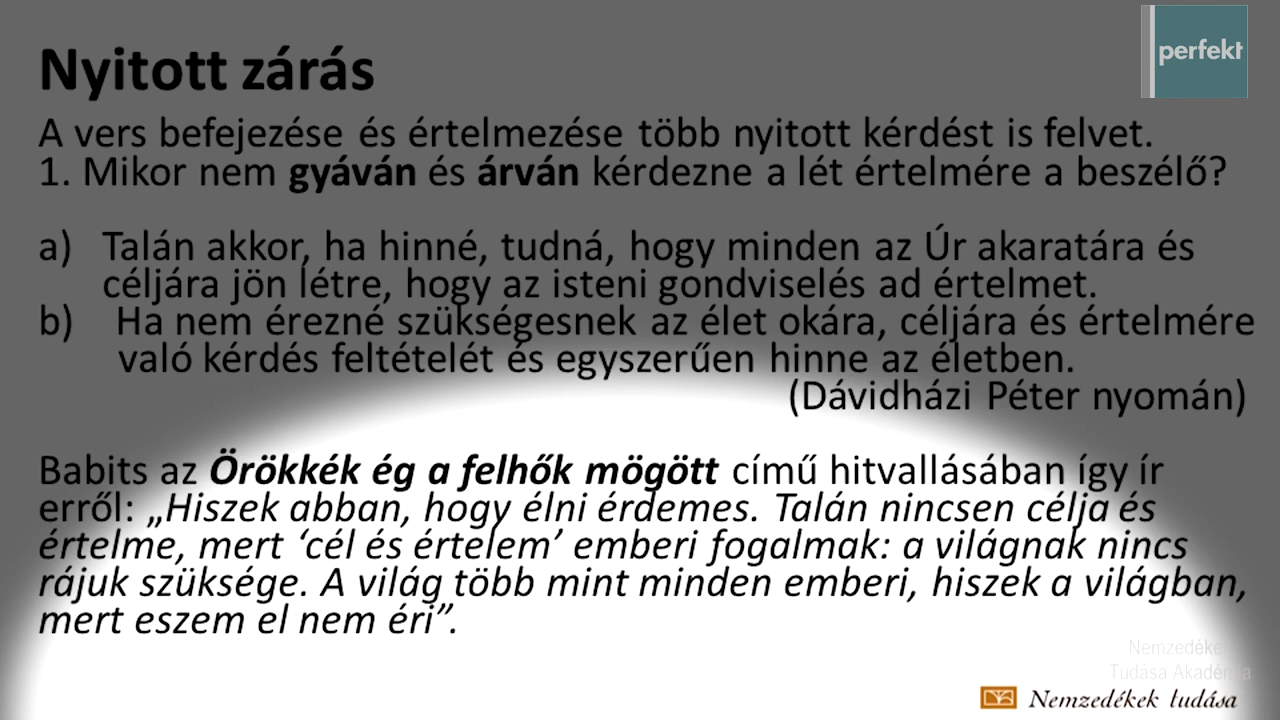 perfekt
Nyitott zárás
A vers befejezése és értelmezése több nyitott kérdést is felvet.
1. Mikor nem gyáván és árván kérdezne a lét értelmére a beszélő?
a) Talán akkor, ha hinné, tudná, hogy minden az Úr akaratára és
céljára jön létre, hogy az isteni gondviselés ad értelmet.
b) Ha nem érezné szükségesnek az élet okára, céljára és értelmére
való kérdés feltételét és egyszerűen hinne az életben.
(Dávidházi Péter nyomán)
Babits az Örökkék ég a felhők mögött című hitvallásában így ír
erről: „Hiszek abban, hogy élni érdemes. Talán nincsen célja és
értelme, mert ‘cél és értelem’ emberi fogalmak: a világnak nincs
rájuk szüksége. A világ több mint minden emberi, hiszek a világban,
mert eszem el nem éri”.
Nemzedékek
Tudása Akadémia
Nemzedékek tudása